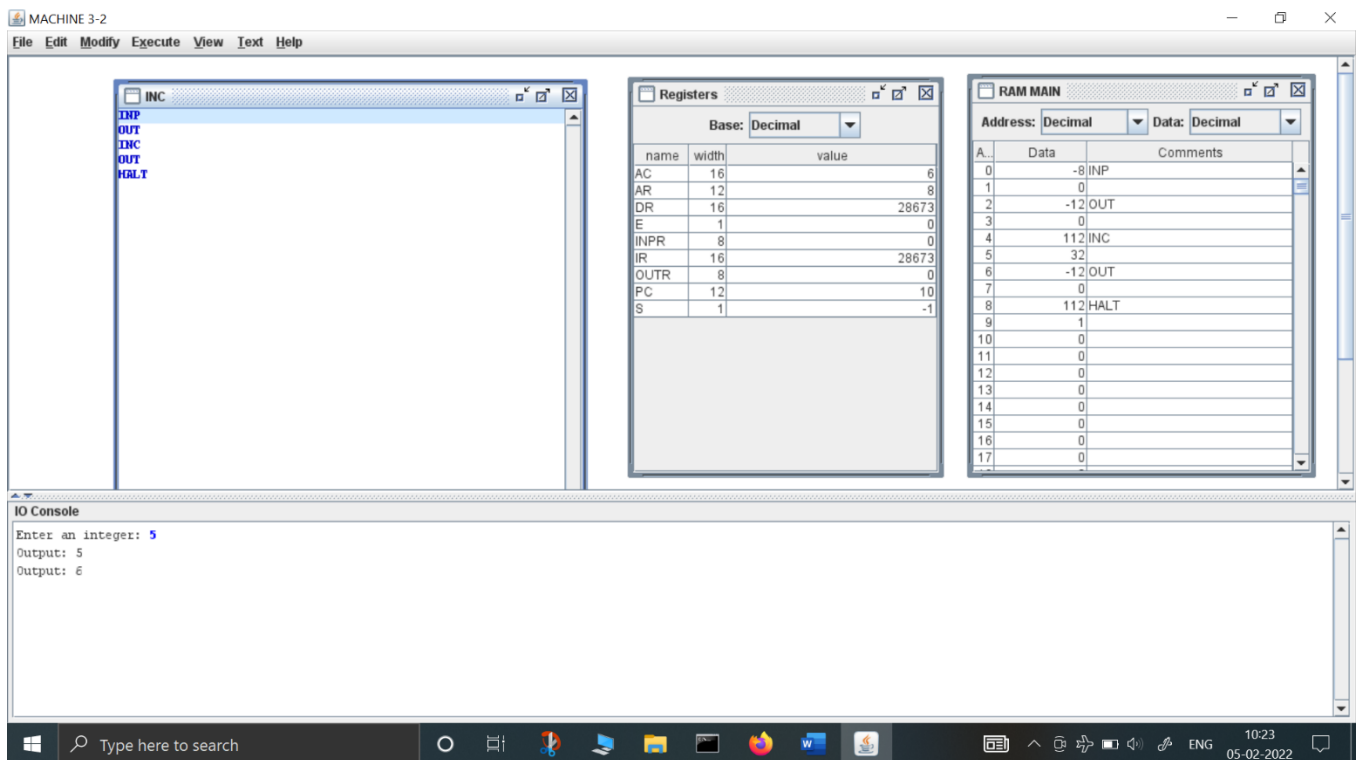 MACHINE 3-2
File Edit Modify Execute View Text Help
INC
INP
OUT
INC
OUT
HALT
Registers
Base: Decimal
name width value
AC 16 6
AR 12 8
DR 16 28673
E 1 0
INPR 8 0
IR 16 28673
OUTR 8 0
PC 12 10
S 1 -1
RAM MAIN
Address: Decimal Data: Decimal
A... Data Comments
0 -8 INP
1 0
2 -12 OUT
3 0
4 112 INC
5 32
6 -12 OUT
7 0
8 112 HALT
9 1
10 0
11 0
12 0
13 0
14 0
15 0
16 0
17 0
IO Console
Enter an integer: 5
Output: 5
Output: 6
Type here to search
ENG
10:23
05-02-2022